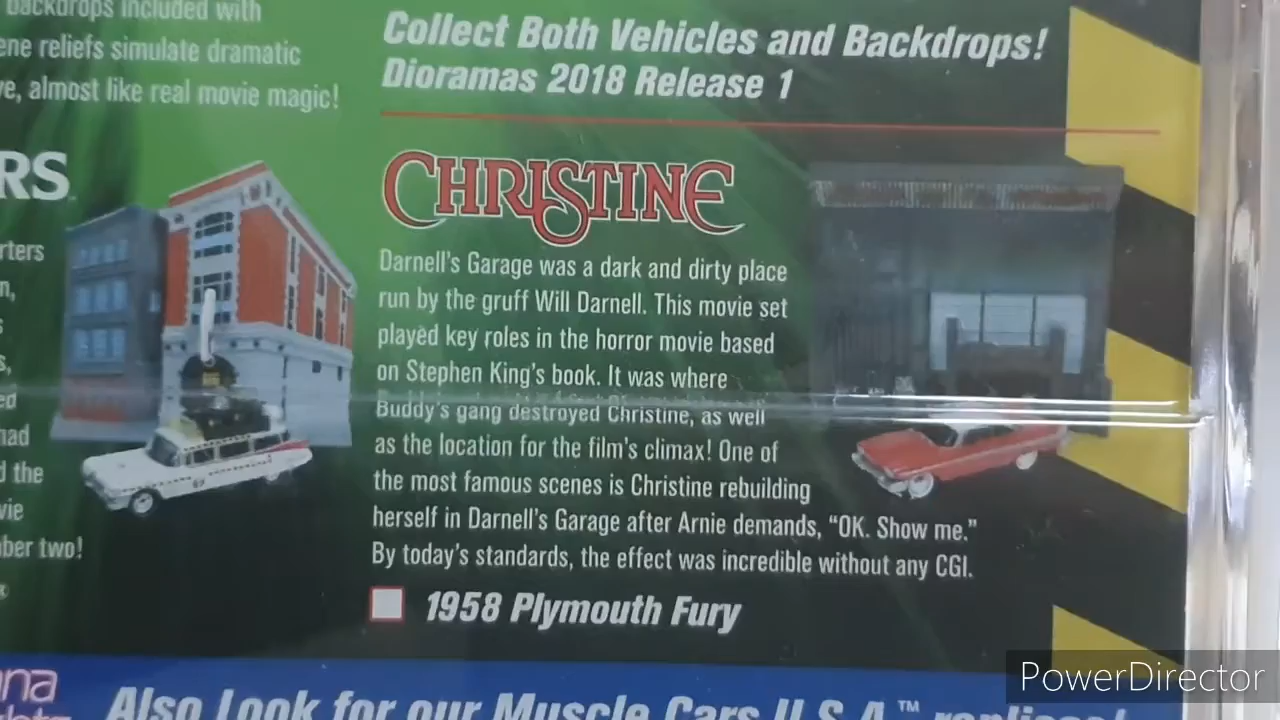 backdrops included with
ene reliefs simulate dramatic
ve, almost like real movie magic!
RS
rters
n,
s
s,
ed
had
d the
vie
ber two!
Collect Both Vehicles and Backdrops!
Dioramas 2018 Release 1
CHRISTINE
Darnell's Garage was a dark and dirty place
run by the gruff Will Darnell. This movie set
played key roles in the horror movie based
on Stephen King's book. It was where
Buddy's gang destroyed Christine, as well
as the location for the film's climax! One of
the most famous scenes is Christine rebuilding
herself in Darnell's Garage after Arnie demands, “OK. Show me.”
By today's standards, the effect was incredible without any CGI.
1958 Plymouth Fury
na
Also Look for our Muscle Cars U.S.A.™ replicas!
PowerDirector